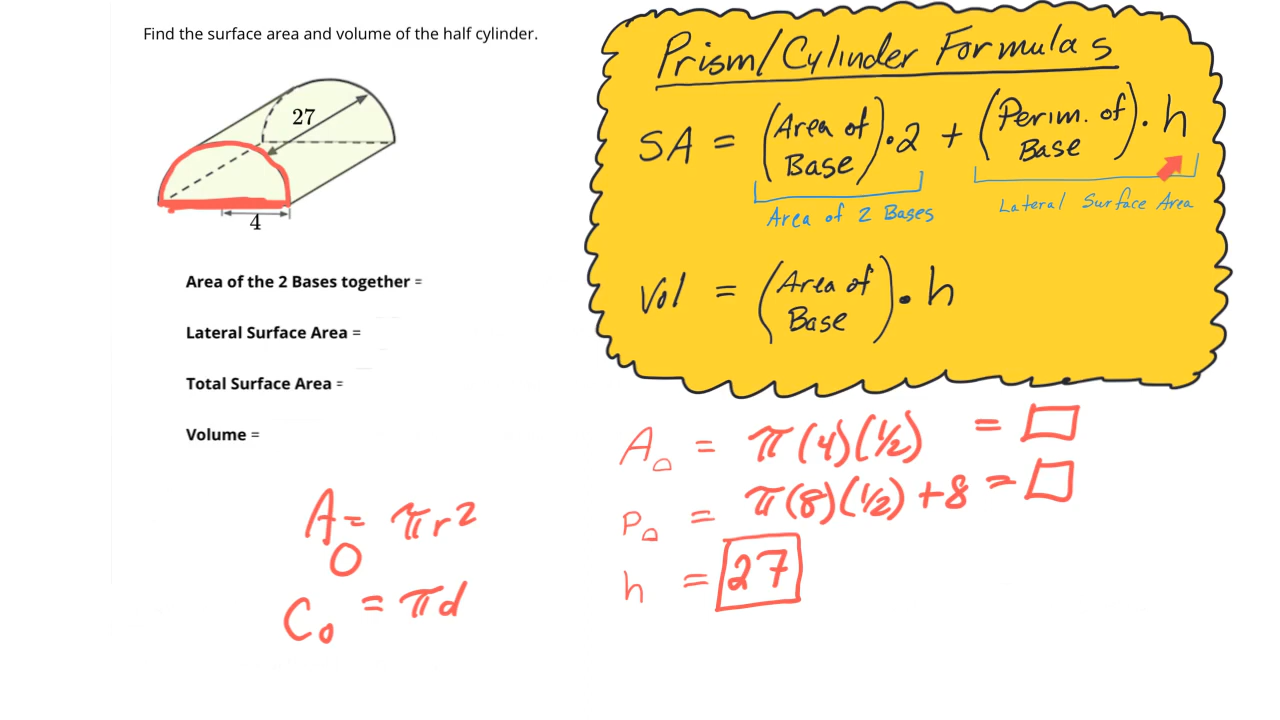 Find the surface area and volume of the half cylinder.
27
4
Area of the 2 Bases together =
Lateral Surface Area =
Total Surface Area =
Volume =
A○ = πr²
C○ = πd
Prism/Cylinder Formulas
SA = (Area of Base) · 2 + (Perim. of Base) · h
Area of 2 Bases
Lateral Surface Area
Vol = (Area of Base) · h
A⌓ = π(4)(½) = □
P⌓ = π(8)(½) + 8 = □
h = 27